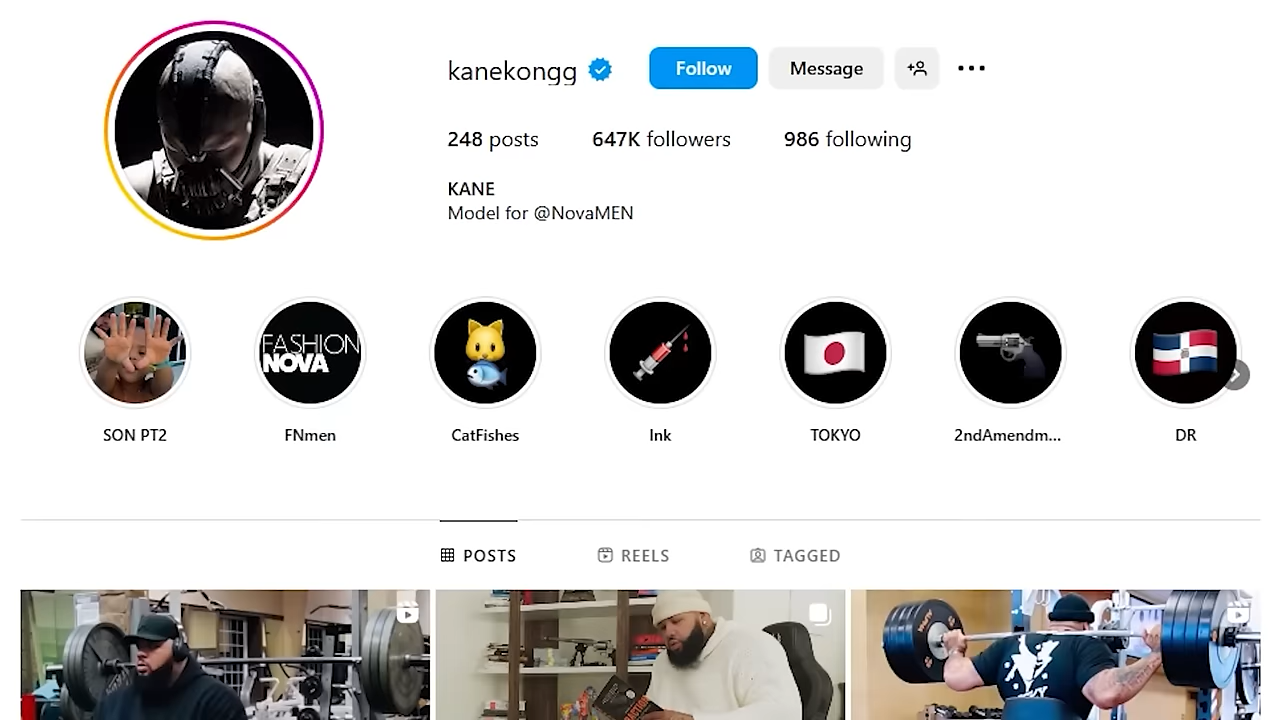 kanekongg
Follow
Message
248 posts
647K followers
986 following
KANE
Model for @NovaMEN
FASHION
NOVA
SON PT2
FNmen
CatFishes
Ink
TOKYO
2ndAmendm...
DR
POSTS
REELS
TAGGED